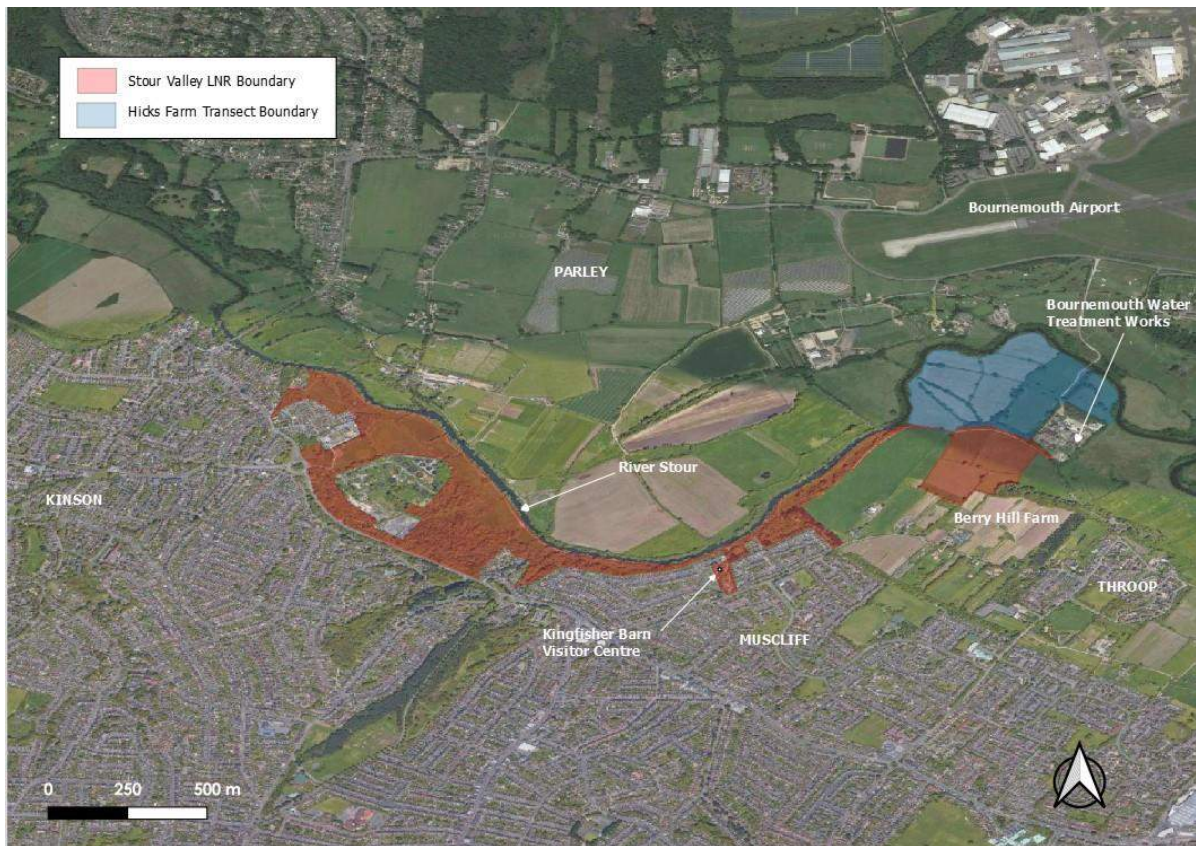 Stour Valley LNR Boundary
Hicks Farm Transect Boundary
Bournemouth Airport
PARLEY
Bournemouth Water
Treatment Works
River Stour
KINSON
Berry Hill Farm
THROOP
Kingfisher Barn
Visitor Centre
MUSCLIFF
0 250 500 m